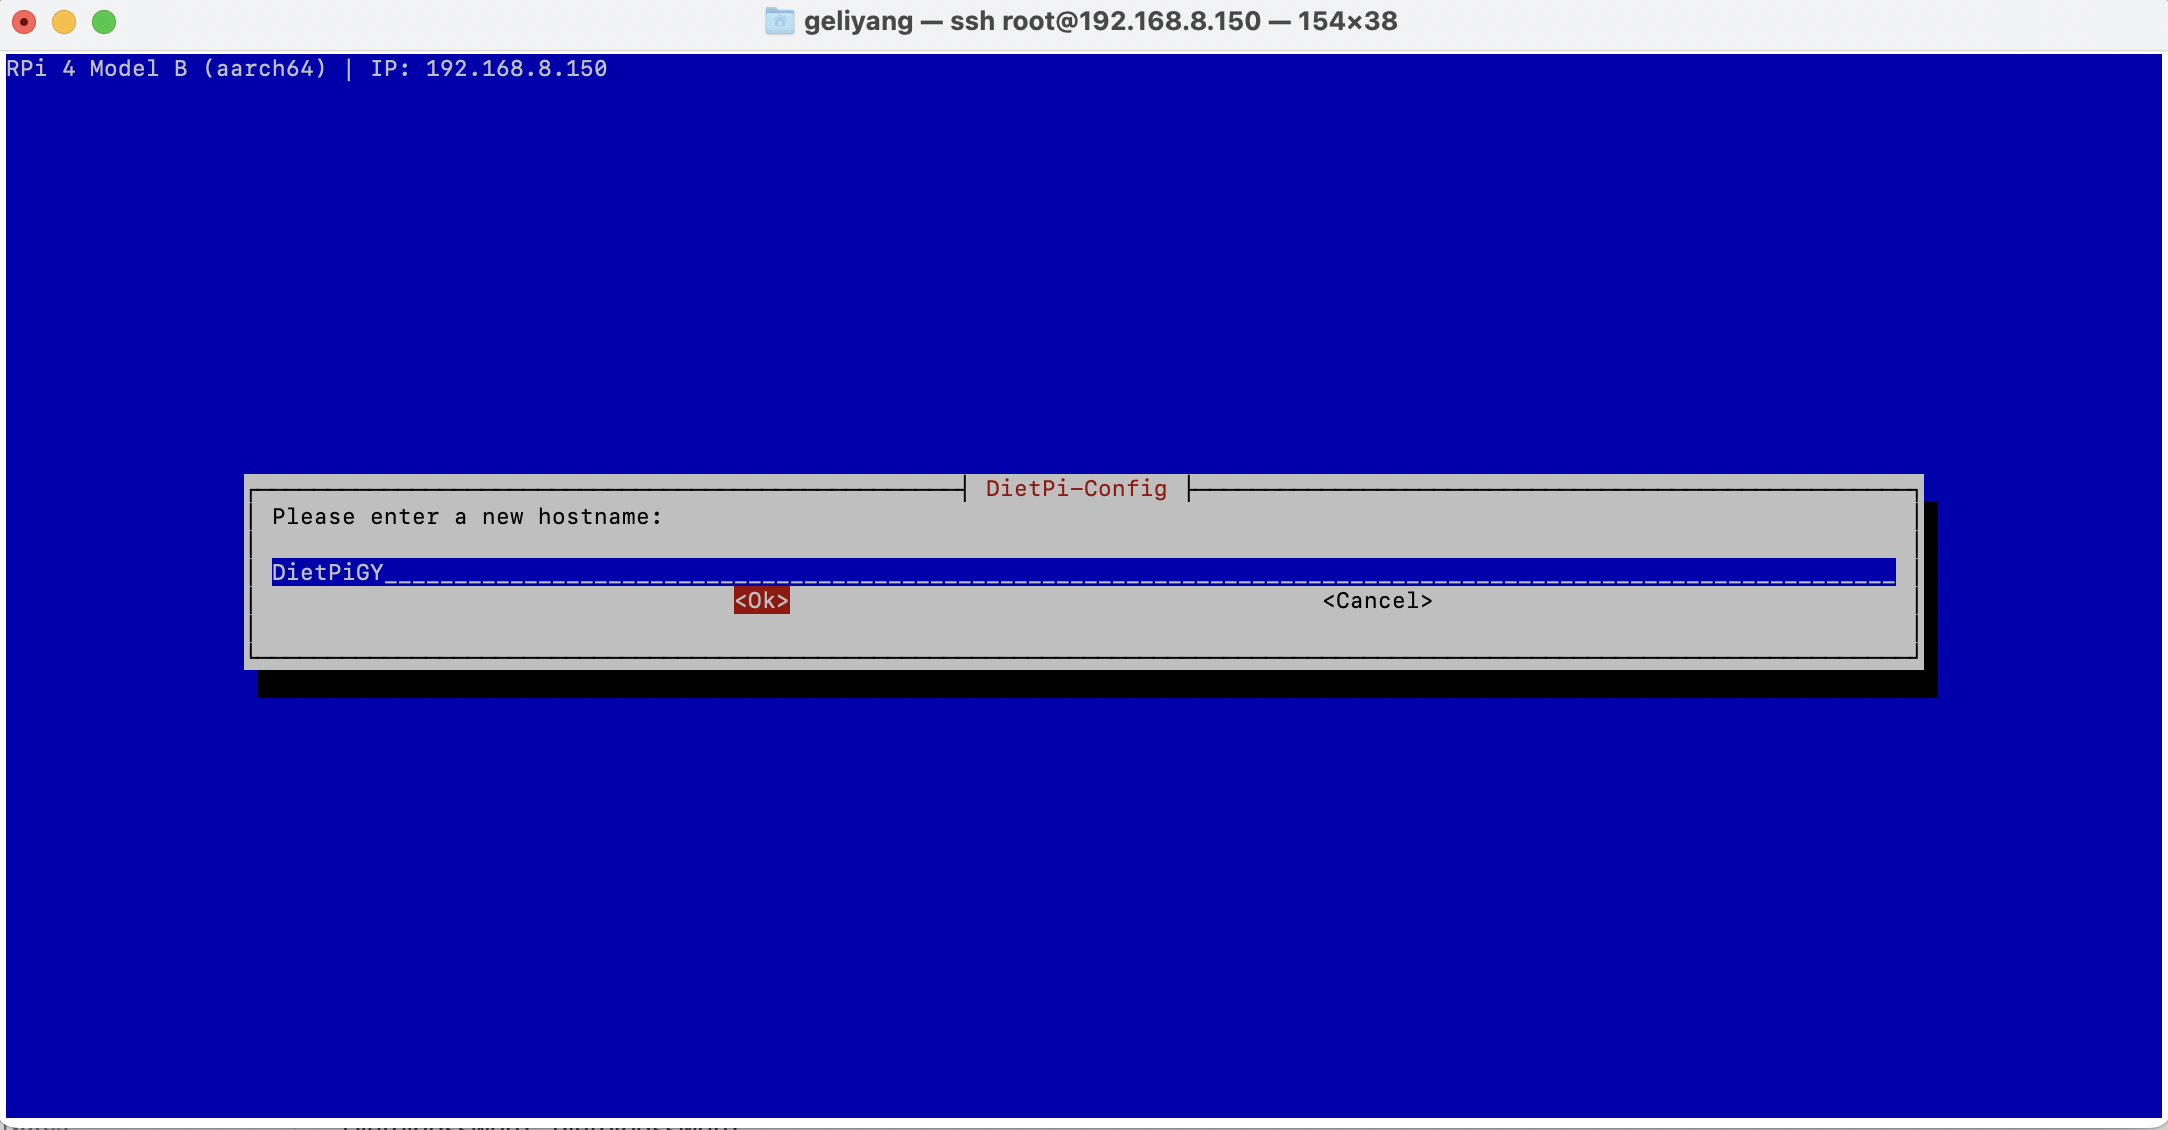 geliyang — ssh root@192.168.8.150 — 154×38
RPi 4 Model B (aarch64) | IP: 192.168.8.150
DietPi-Config
Please enter a new hostname:
DietPiGY
<Ok> <Cancel>